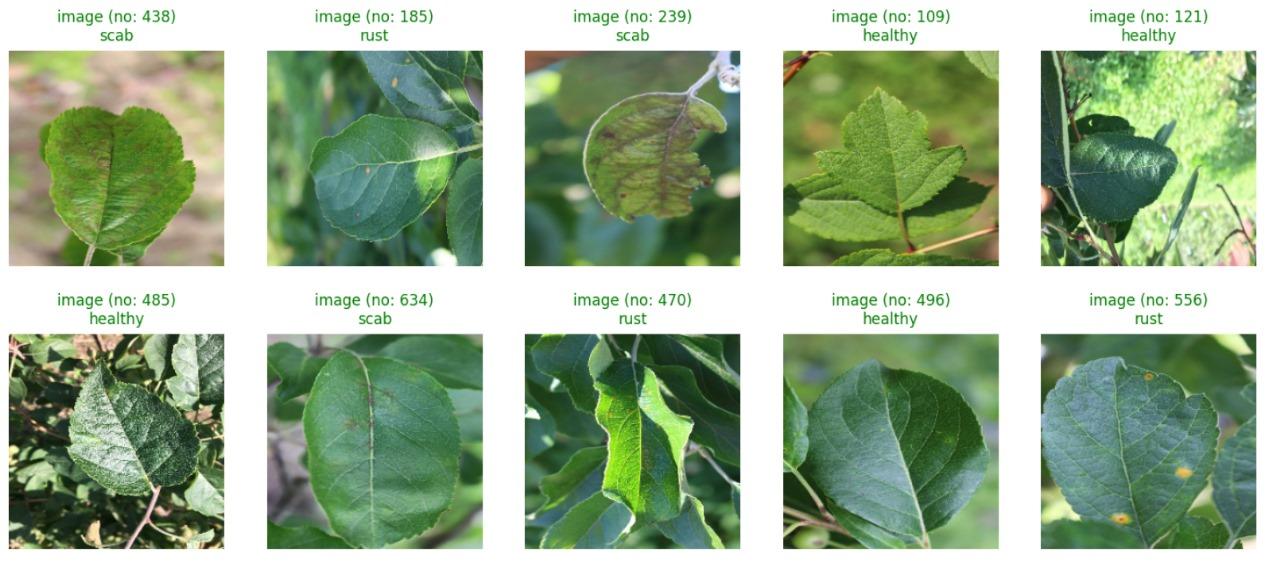 image (no: 438)
scab
image (no: 185)
rust
image (no: 239)
scab
image (no: 109)
healthy
image (no: 121)
healthy
image (no: 485)
healthy
image (no: 634)
scab
image (no: 470)
rust
image (no: 496)
healthy
image (no: 556)
rust